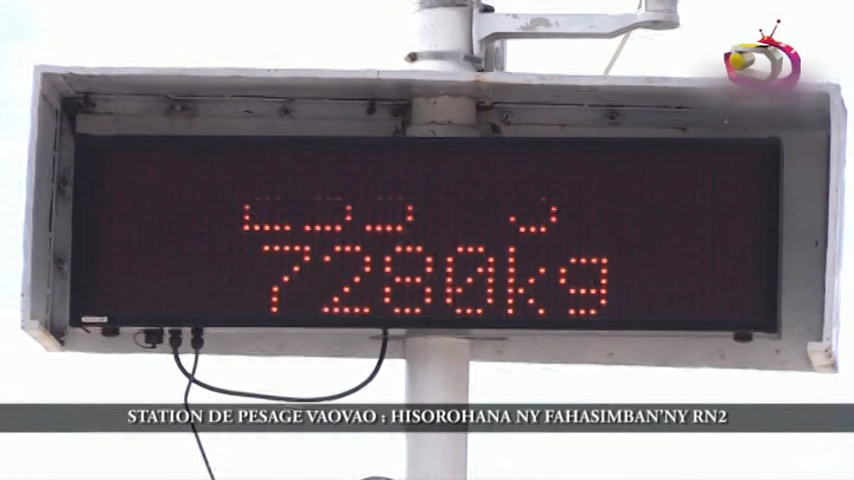 7280kg
STATION DE PESAGE VAOVAO : HISOROHANA NY FAHASIMBAN'NY RN2